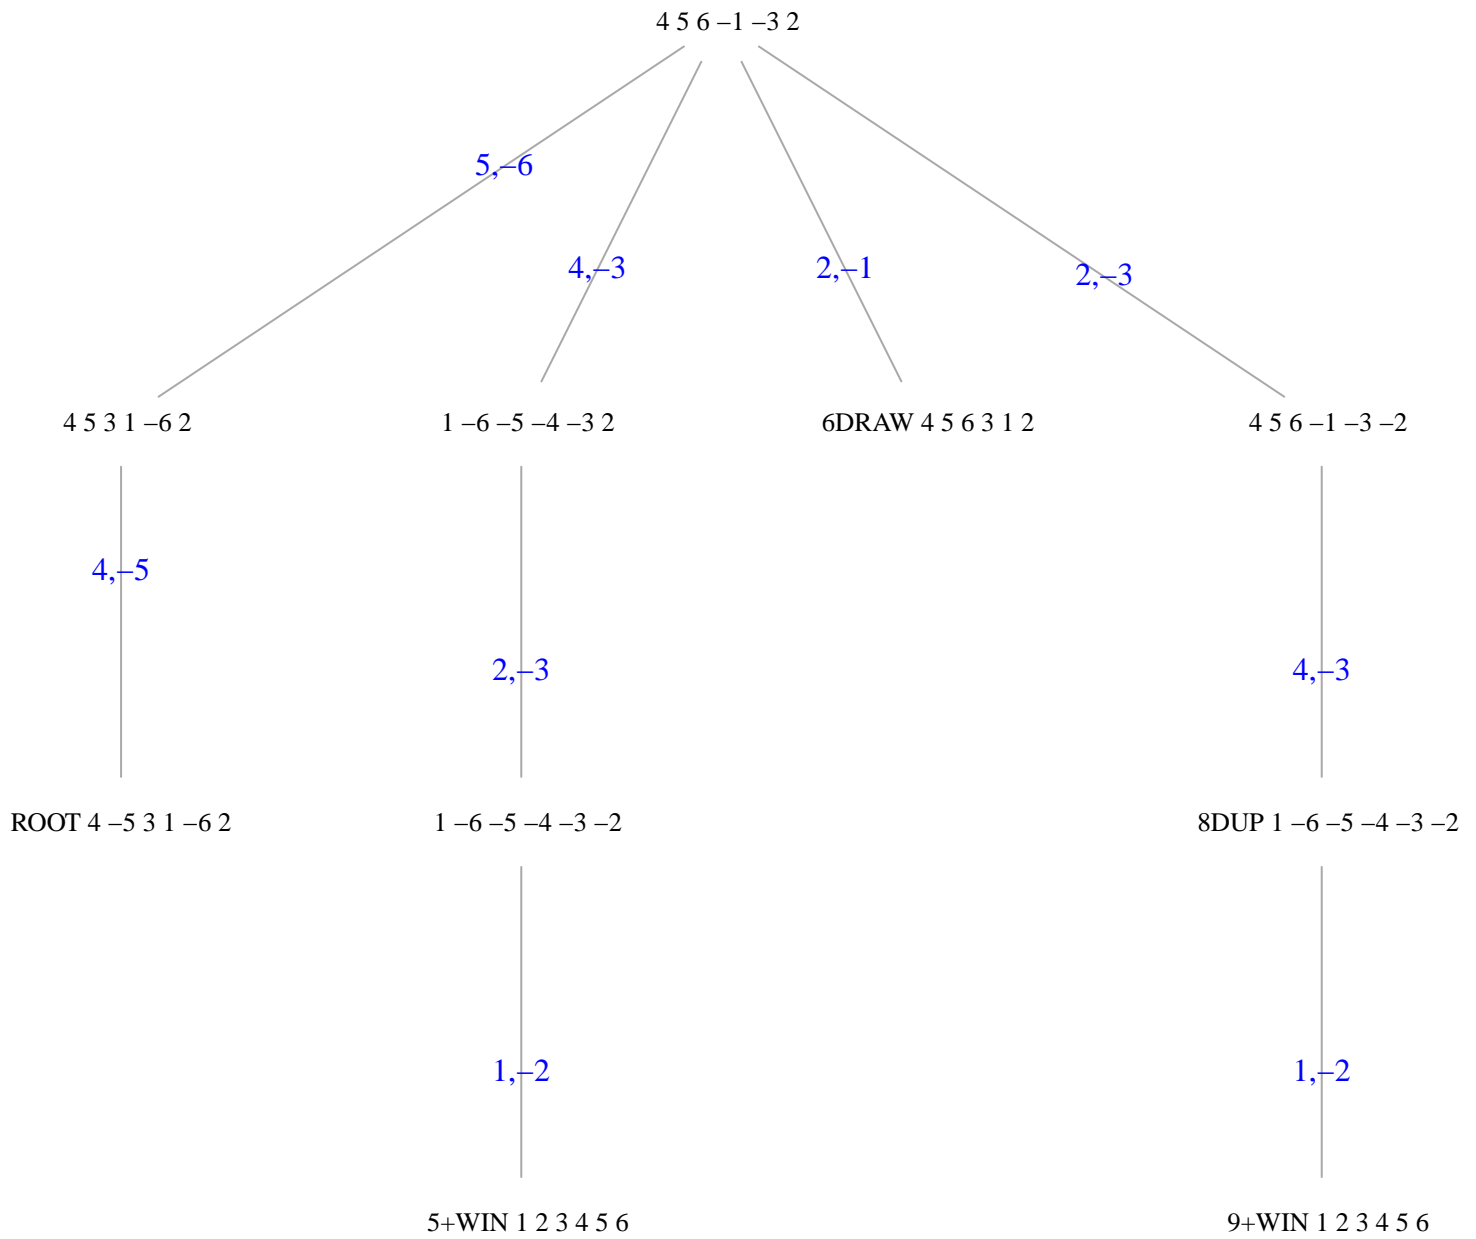 4 5 6 –1 –3 2
5,–6
4,–3
2,–1
2,–3
4 5 3 1 –6 2
1 –6 –5 –4 –3 2
6DRAW 4 5 6 3 1 2
4 5 6 –1 –3 –2
4,–5
2,–3
4,–3
ROOT 4 –5 3 1 –6 2
1 –6 –5 –4 –3 –2
8DUP 1 –6 –5 –4 –3 –2
1,–2
1,–2
5+WIN 1 2 3 4 5 6
9+WIN 1 2 3 4 5 6